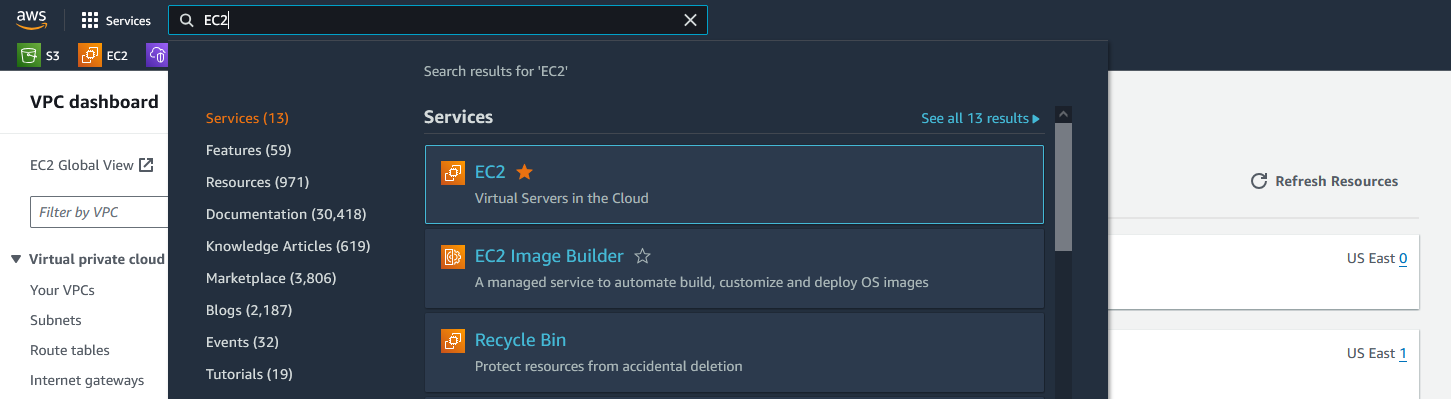 aws
Services
EC2
S3
EC2
Search results for 'EC2'
VPC dashboard
EC2 Global View
Filter by VPC
Virtual private cloud
Your VPCs
Subnets
Route tables
Internet gateways
Services (13)
Features (59)
Resources (971)
Documentation (30,418)
Knowledge Articles (619)
Marketplace (3,806)
Blogs (2,187)
Events (32)
Tutorials (19)
Services
See all 13 results
EC2
Virtual Servers in the Cloud
EC2 Image Builder
A managed service to automate build, customize and deploy OS images
Recycle Bin
Protect resources from accidental deletion
Refresh Resources
US East 0
US East 1